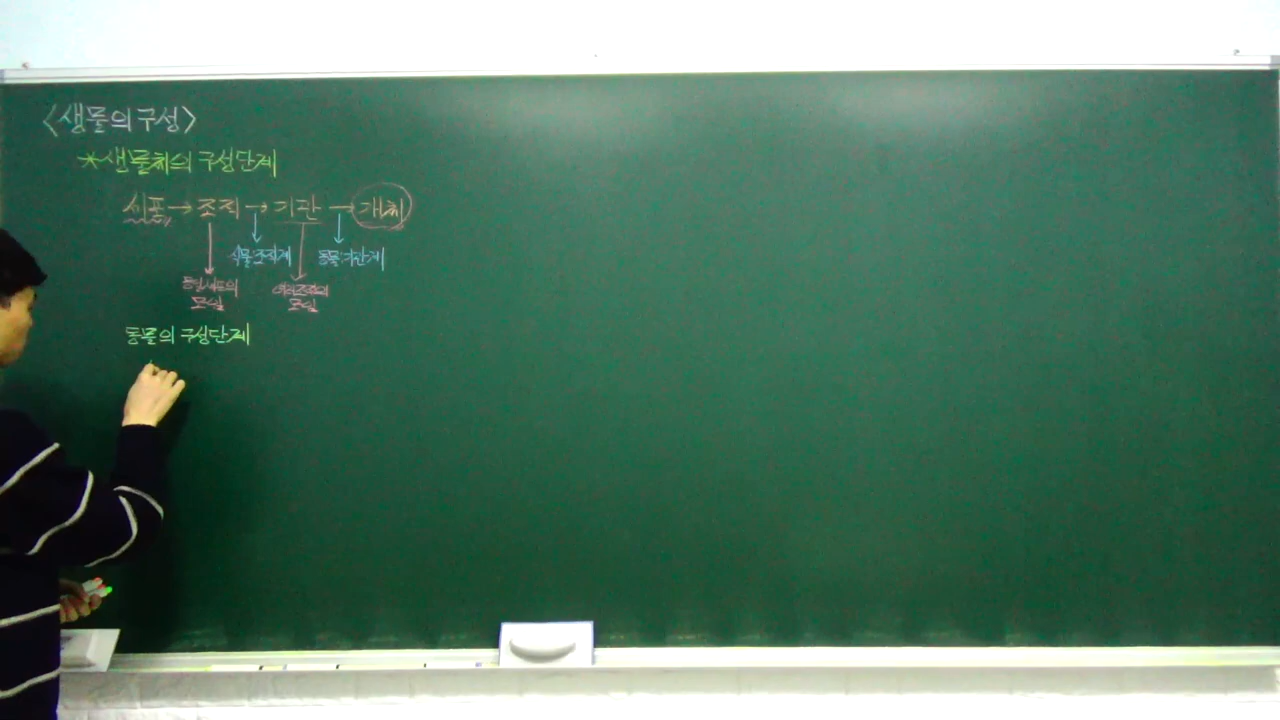 <생물의 구성>
*생물체의 구성단계
세포→조직→기관→개체
식물:조직계 동물:기관계
동일세포의 여러조직의
모임 모임
동물의 구성단계